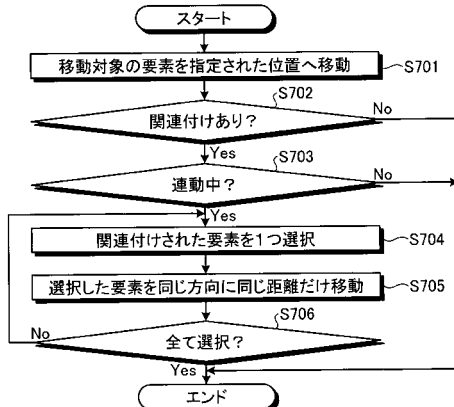 スタート
移動対象の要素を指定された位置へ移動
S701
関連付けあり?
S702
No
Yes
連動中?
S703
No
Yes
関連付けされた要素を1つ選択
S704
選択した要素を同じ方向に同じ距離だけ移動
S705
全て選択?
S706
No
Yes
エンド